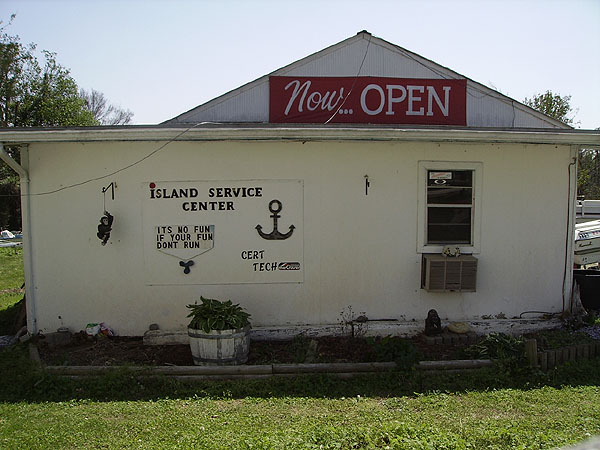 Now... OPEN
ISLAND SERVICE
CENTER
ITS NO FUN
IF YOUR FUN
DONT RUN
CERT
TECH